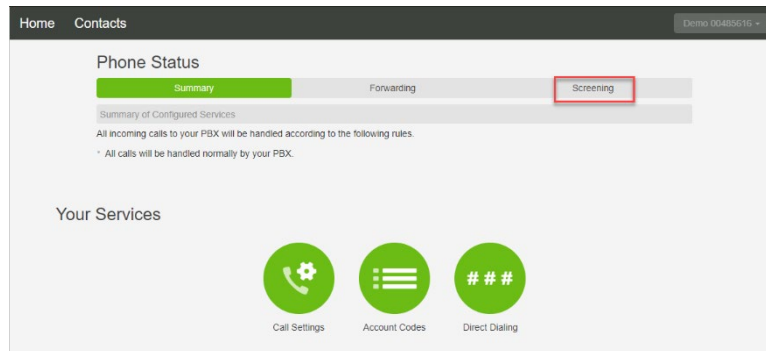 Home Contacts Demo 00485616
Phone Status
Summary Forwarding Screening
Summary of Configured Services
All incoming calls to your PBX will be handled according to the following rules.
* All calls will be handled normally by your PBX.
Your Services
# # #
Call Settings Account Codes Direct Dialing